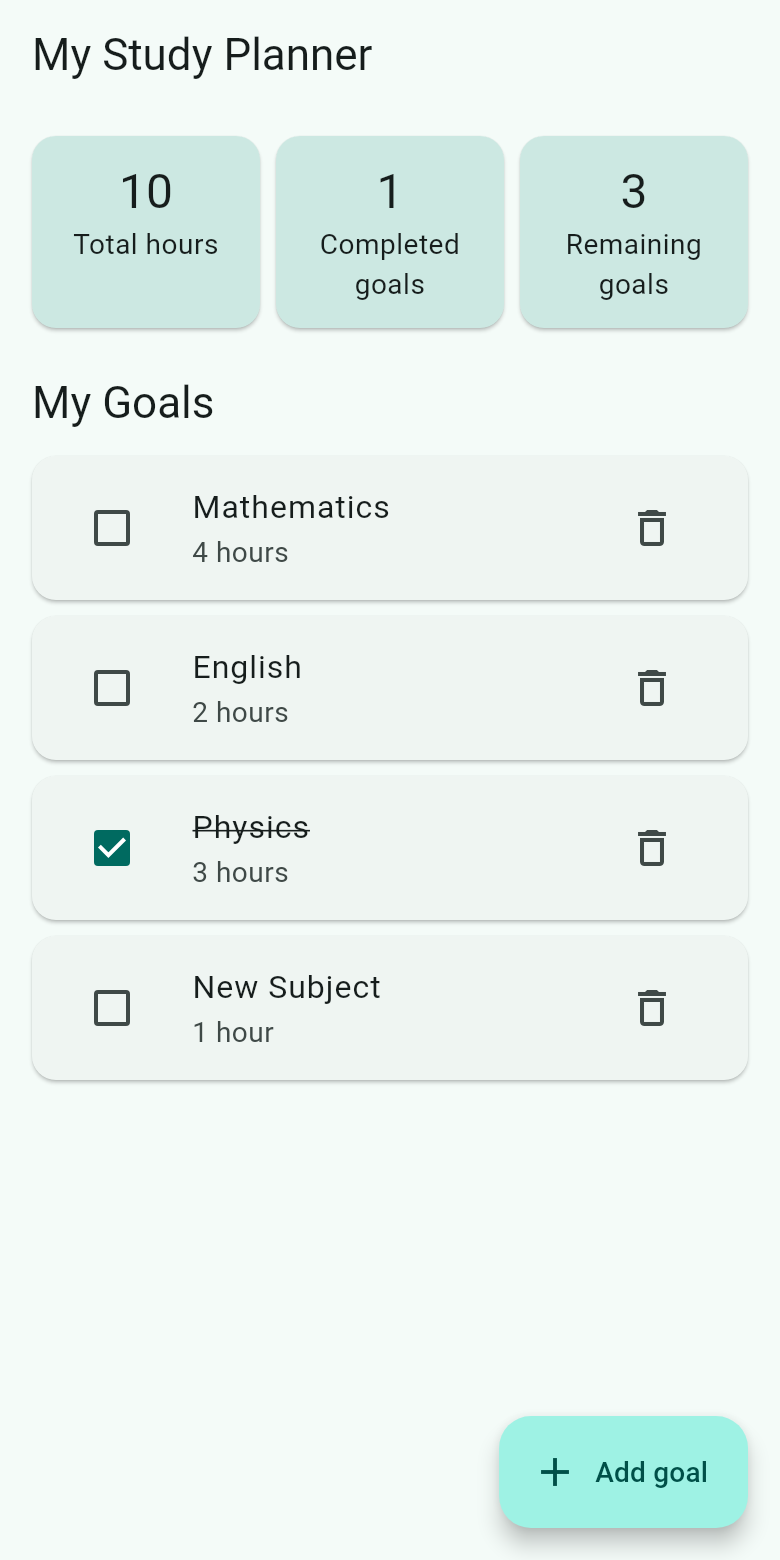 My Study Planner
10
Total hours
1
Completed
goals
3
Remaining
goals
My Goals
Mathematics
4 hours
English
2 hours
Physics
3 hours
New Subject
1 hour
Add goal